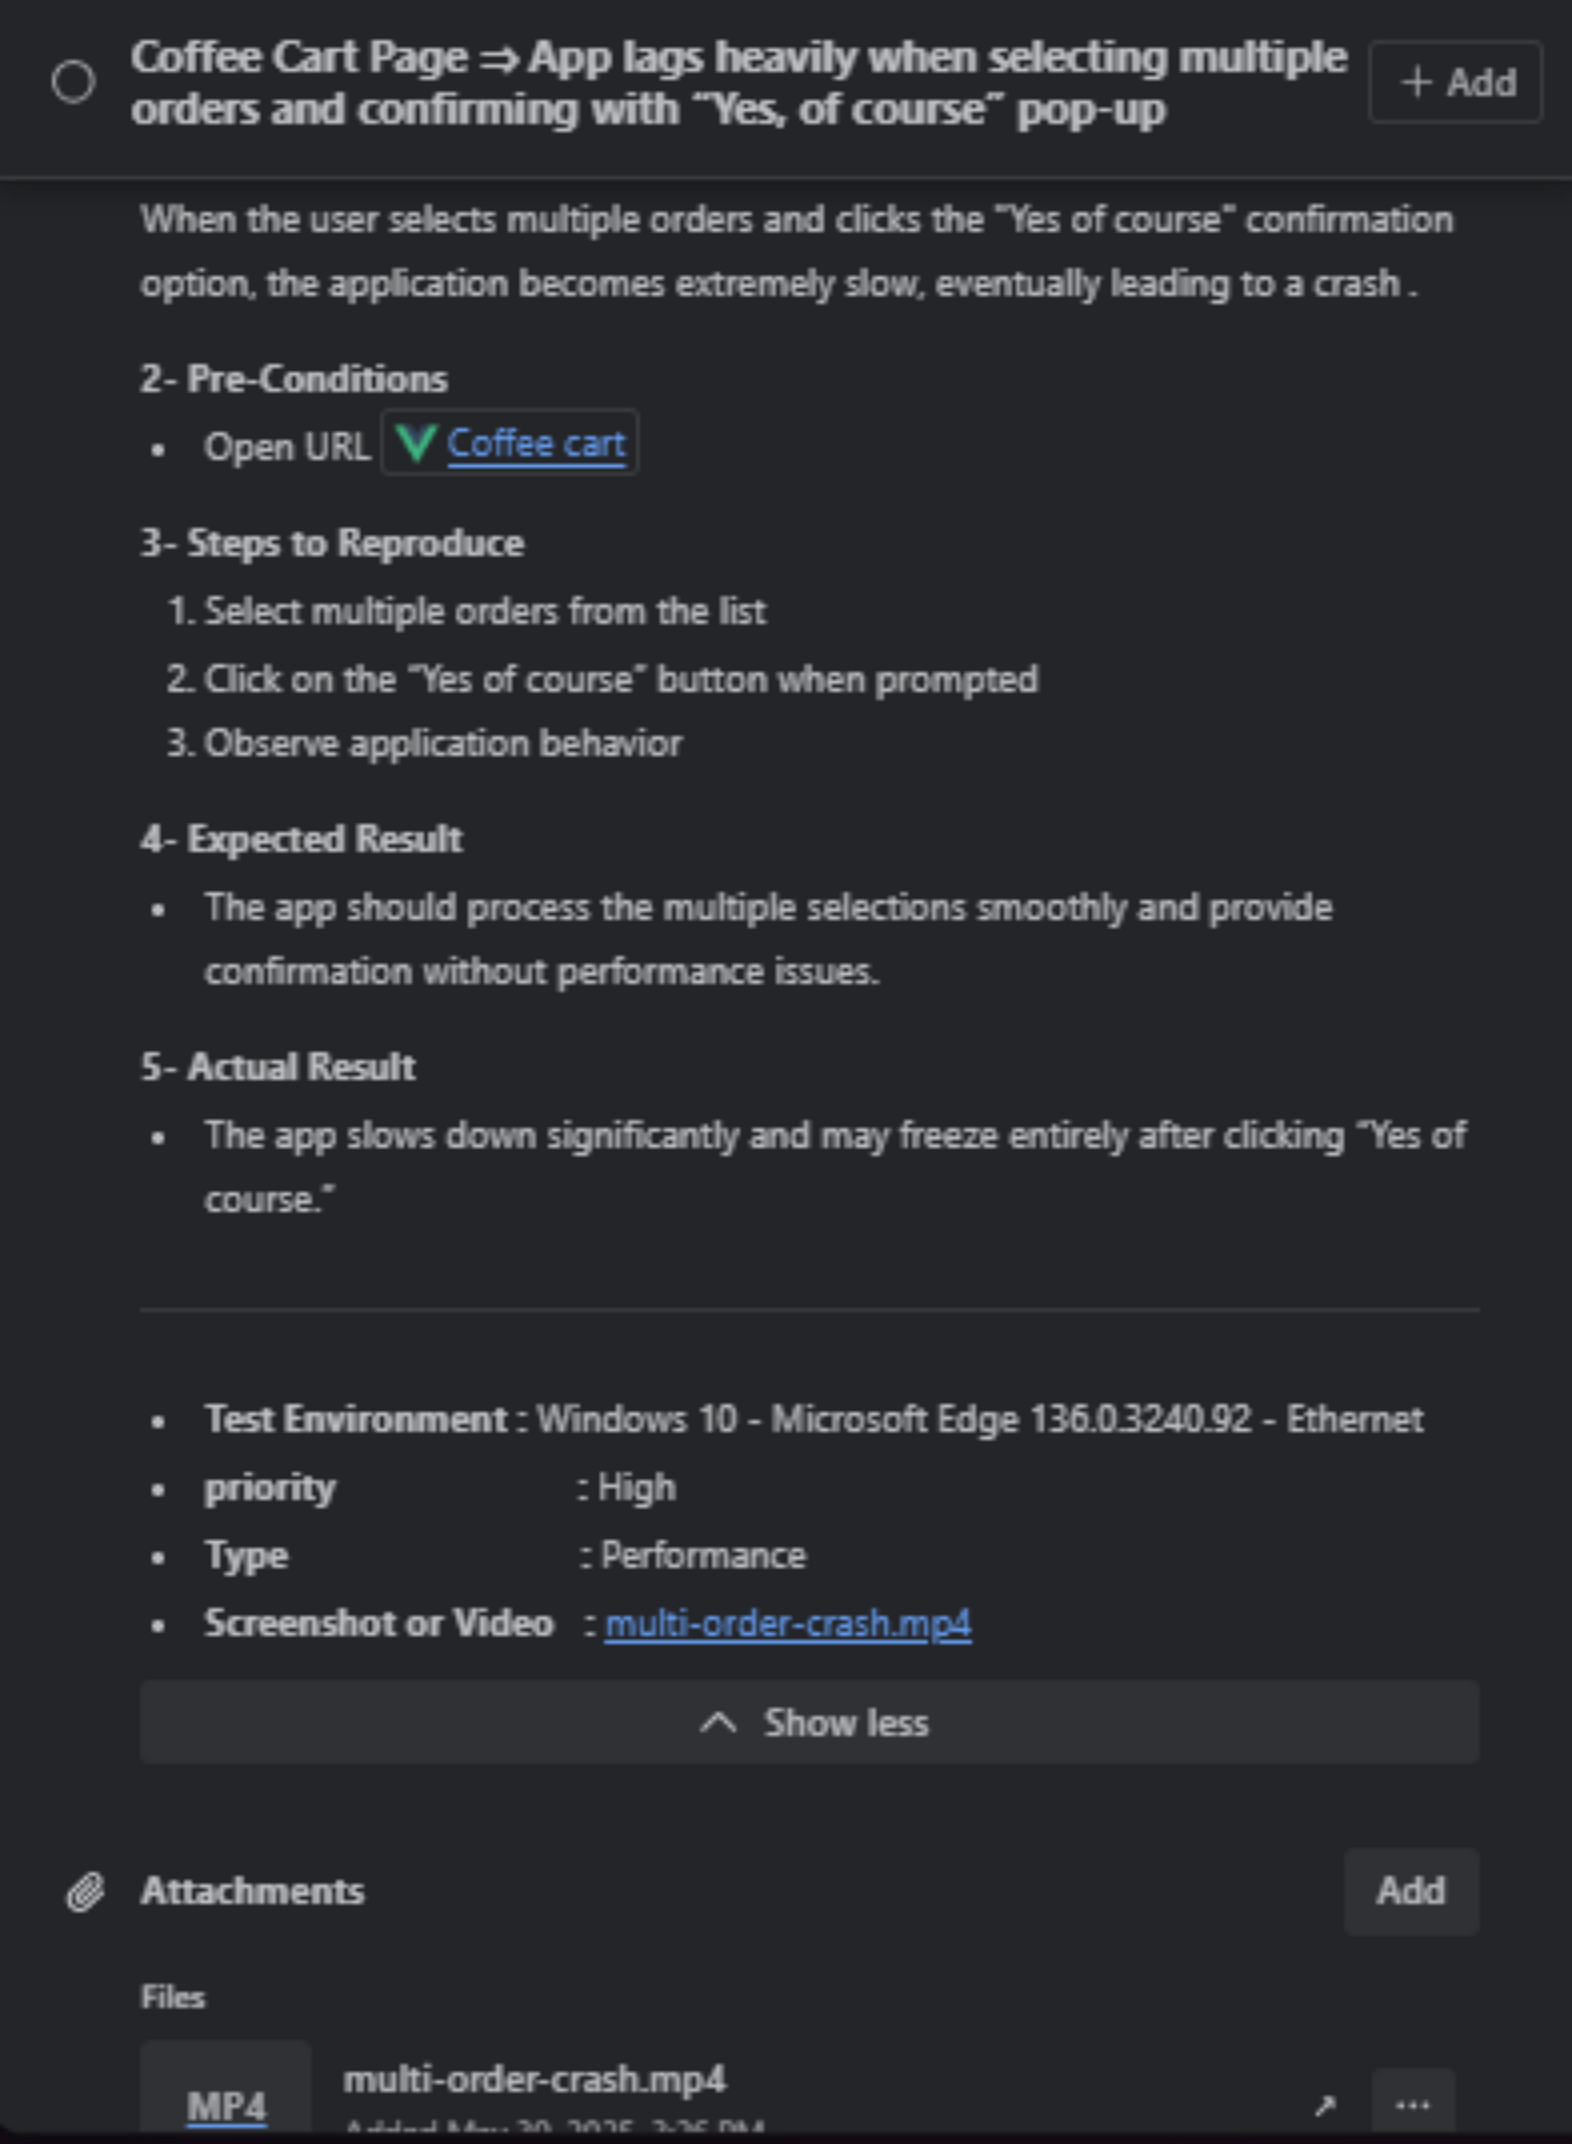 Coffee Cart Page ⇒ App lags heavily when selecting multiple
orders and confirming with “Yes, of course” pop-up
+ Add
When the user selects multiple orders and clicks the "Yes of course" confirmation
option, the application becomes extremely slow, eventually leading to a crash .
2- Pre-Conditions
• Open URL Coffee cart
3- Steps to Reproduce
1. Select multiple orders from the list
2. Click on the “Yes of course” button when prompted
3. Observe application behavior
4- Expected Result
• The app should process the multiple selections smoothly and provide
confirmation without performance issues.
5- Actual Result
• The app slows down significantly and may freeze entirely after clicking “Yes of
course.”
• Test Environment : Windows 10 - Microsoft Edge 136.0.3240.92 - Ethernet
• priority : High
• Type : Performance
• Screenshot or Video : multi-order-crash.mp4
Show less
Attachments
Add
Files
MP4
multi-order-crash.mp4
Added May 30, 2025, 3:26 PM